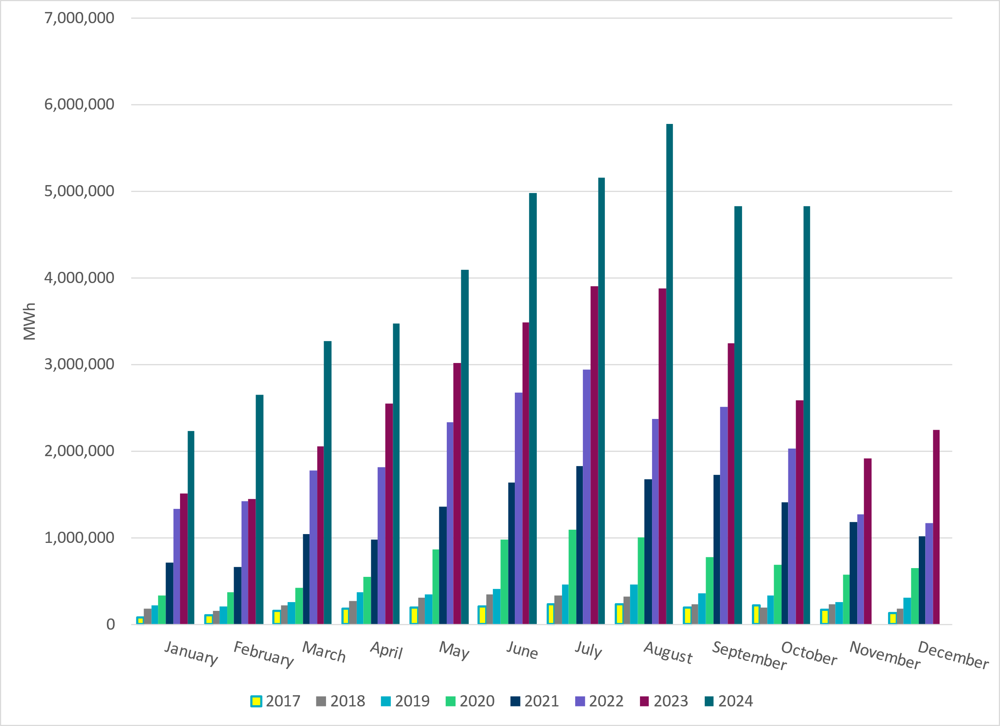 7,000,000
6,000,000
5,000,000
4,000,000
3,000,000
2,000,000
1,000,000
0
MWh
January February March April May June July August September October November December
2017 2018 2019 2020 2021 2022 2023 2024